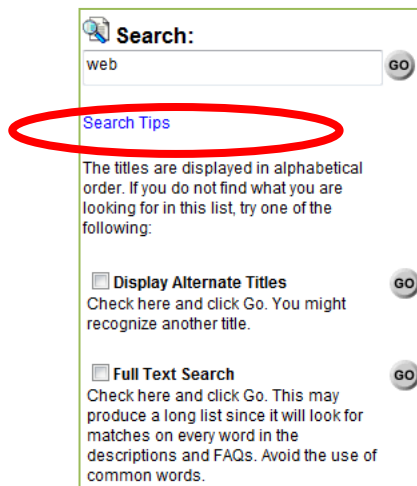 Search:
web
GO
Search Tips
The titles are displayed in alphabetical
order. If you do not find what you are
looking for in this list, try one of the
following:
Display Alternate Titles
GO
Check here and click Go. You might
recognize another title.
Full Text Search
GO
Check here and click Go. This may
produce a long list since it will look for
matches on every word in the
descriptions and FAQs. Avoid the use of
common words.